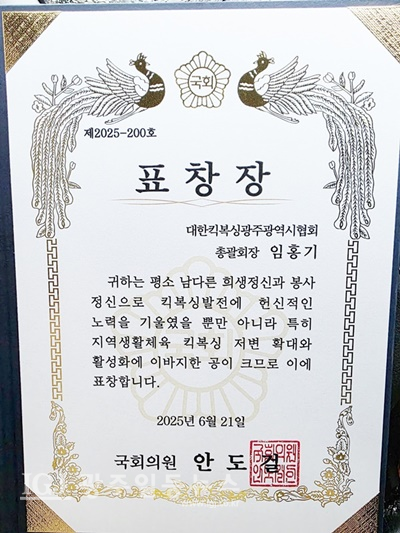 국회
제2025-200호
표창장
대한킥복싱광주광역시협회
총괄회장 임홍기
귀하는 평소 남다른 희생정신과 봉사
정신으로 킥복싱발전에 헌신적인
노력을 기울였을 뿐만 아니라 특히
지역생활체육 킥복싱 저변 확대와
활성화에 이바지한 공이 크므로 이에
표창합니다.
2025년 6월 21일
국회의원 안도걸